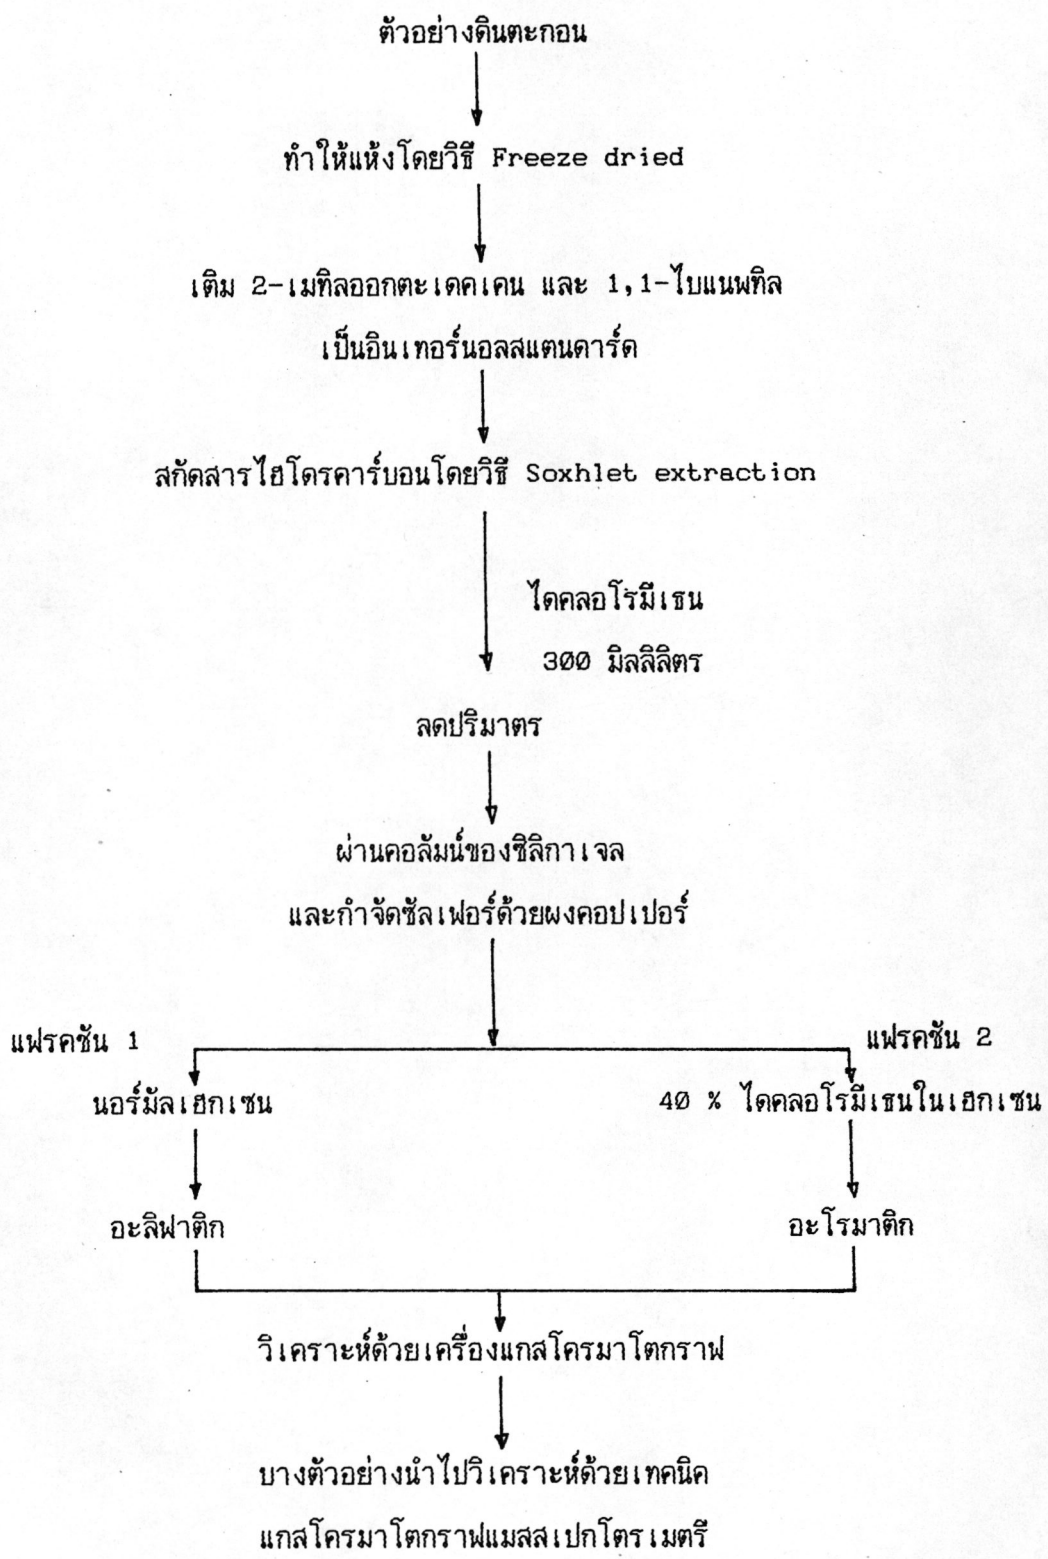 ตัวอย่างดินตะกอน
ทำให้แห้งโดยวิธี Freeze dried
เติม 2-เมทิลออกตะเดคเคน และ 1,1-ไบแนพทิล
เป็นอินเทอร์นอลสแตนดาร์ด
สกัดสารไฮโดรคาร์บอนโดยวิธี Soxhlet extraction
ไดคลอโรมีเธน
300 มิลลิลิตร
ลดปริมาตร
ผ่านคอลัมน์ของซิลิกาเจล
และกำจัดซัลเฟอร์ด้วยผงคอปเปอร์
แฟรคชัน 1
แฟรคชัน 2
นอร์มัลเฮกเซน
40 % ไดคลอโรมีเธนในเฮกเซน
อะลิฟาติก
อะโรมาติก
วิเคราะห์ด้วยเครื่องแกสโครมาโตกราฟ
บางตัวอย่างนำไปวิเคราะห์ด้วยเทคนิค
แกสโครมาโตกราฟแมสสเปกโตรเมตรี